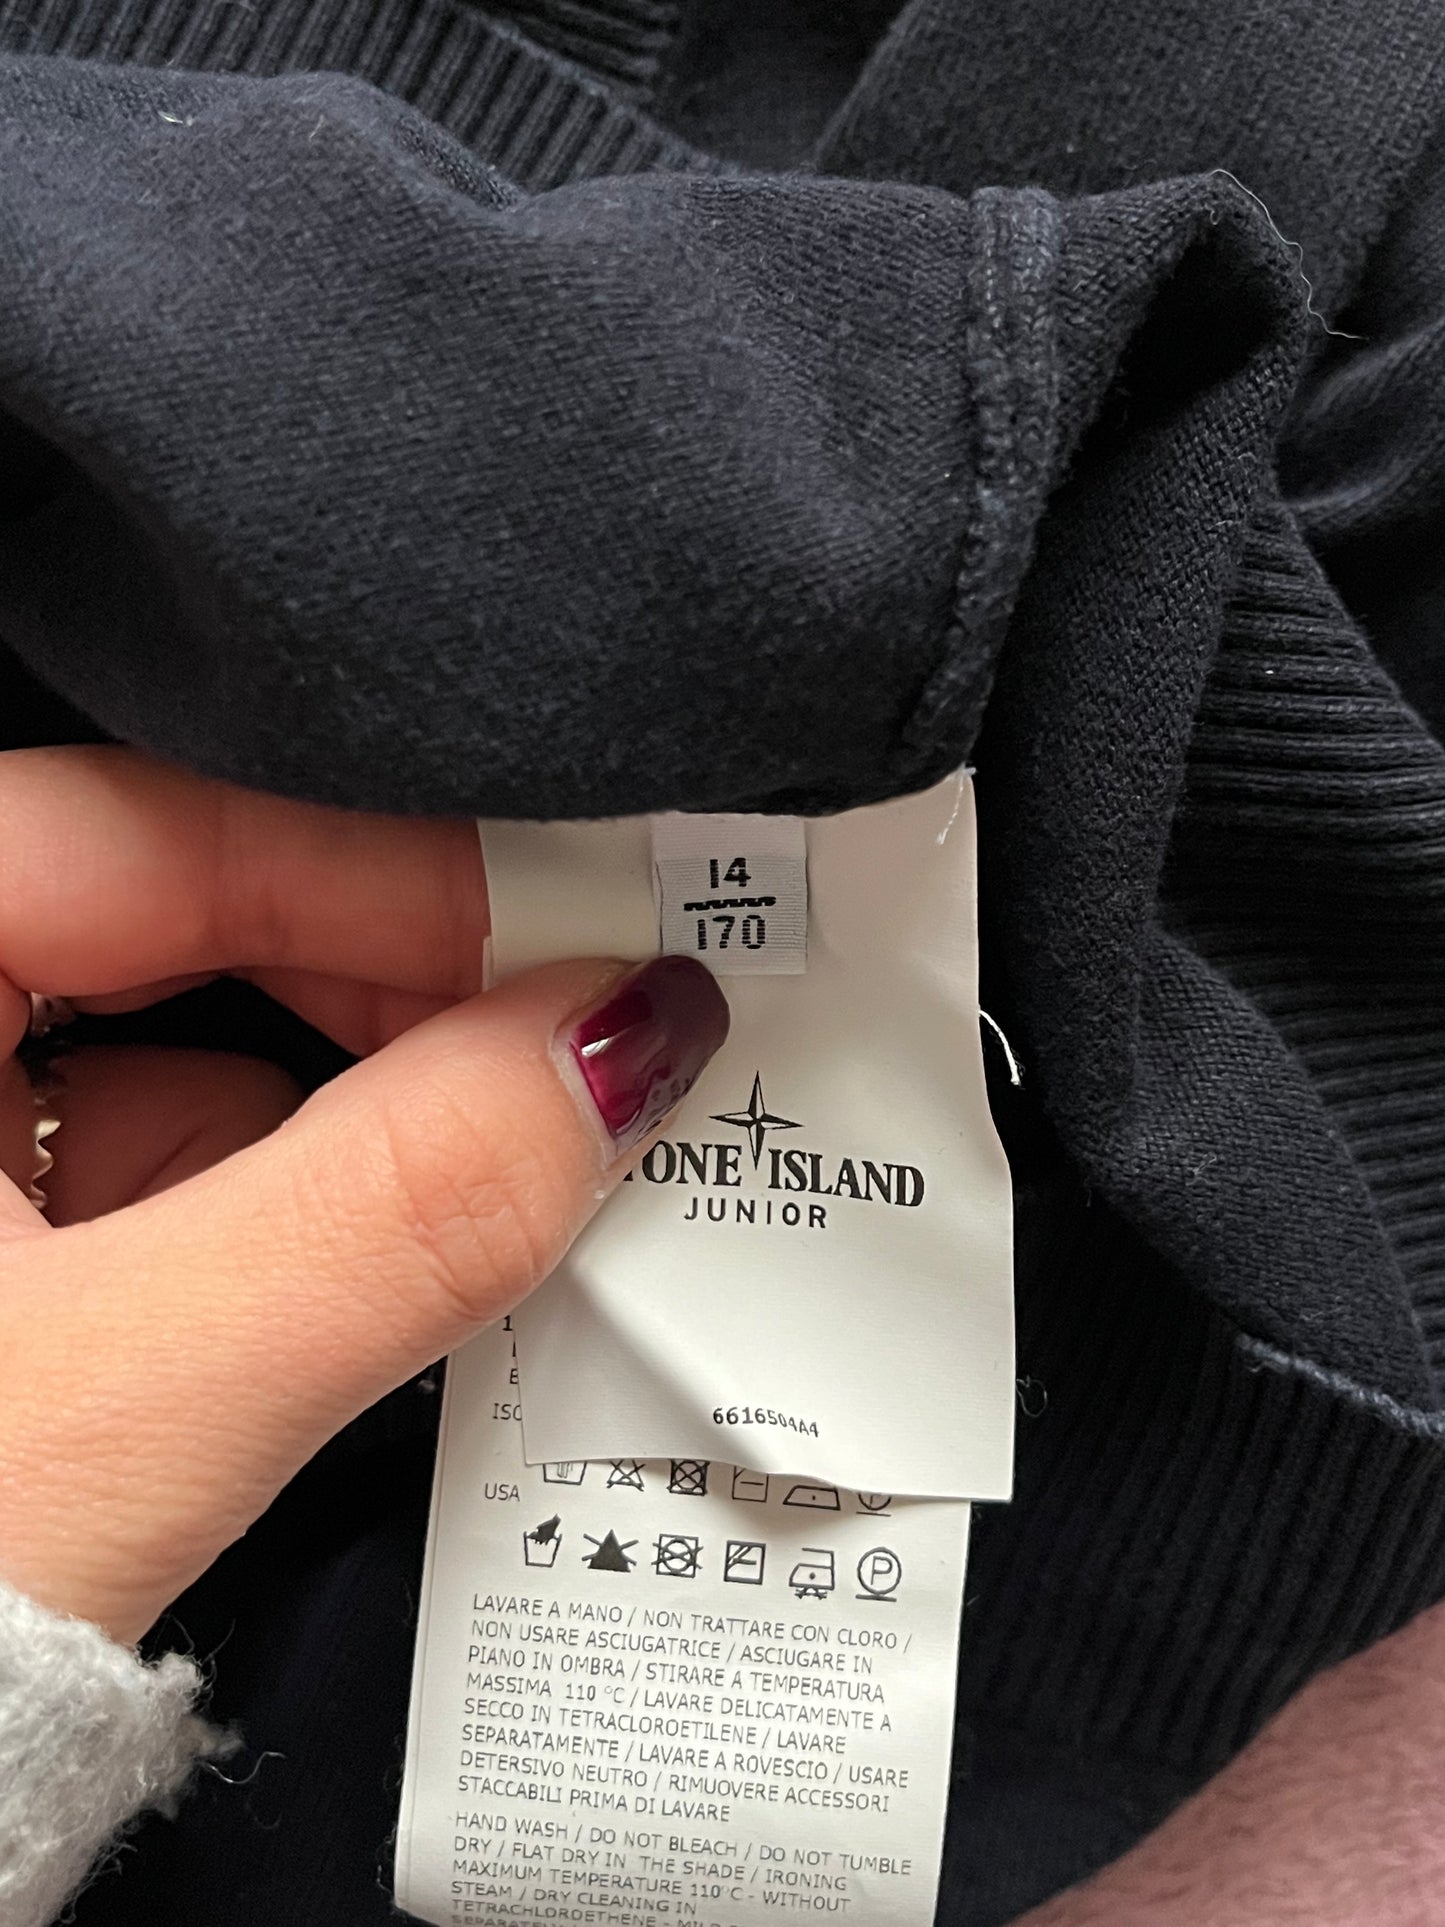 14
170
TONE ISLAND
JUNIOR
6616504A4
USA
LAVARE A MANO / NON TRATTARE CON CLORO /
NON USARE ASCIUGATRICE / ASCIUGARE IN
PIANO IN OMBRA / STIRARE A TEMPERATURA
MASSIMA 110 °C / LAVARE DELICATAMENTE A
SECCO IN TETRACLOROETILENE / LAVARE
SEPARATAMENTE / LAVARE A ROVESCIO / USARE
DETERSIVO NEUTRO / RIMUOVERE ACCESSORI
STACCABILI PRIMA DI LAVARE
HAND WASH / DO NOT BLEACH / DO NOT TUMBLE
DRY / FLAT DRY IN THE SHADE / IRONING
MAXIMUM TEMPERATURE 110°C - WITHOUT
STEAM / DRY CLEANING IN
TETRACHLOROETHENE - MILD